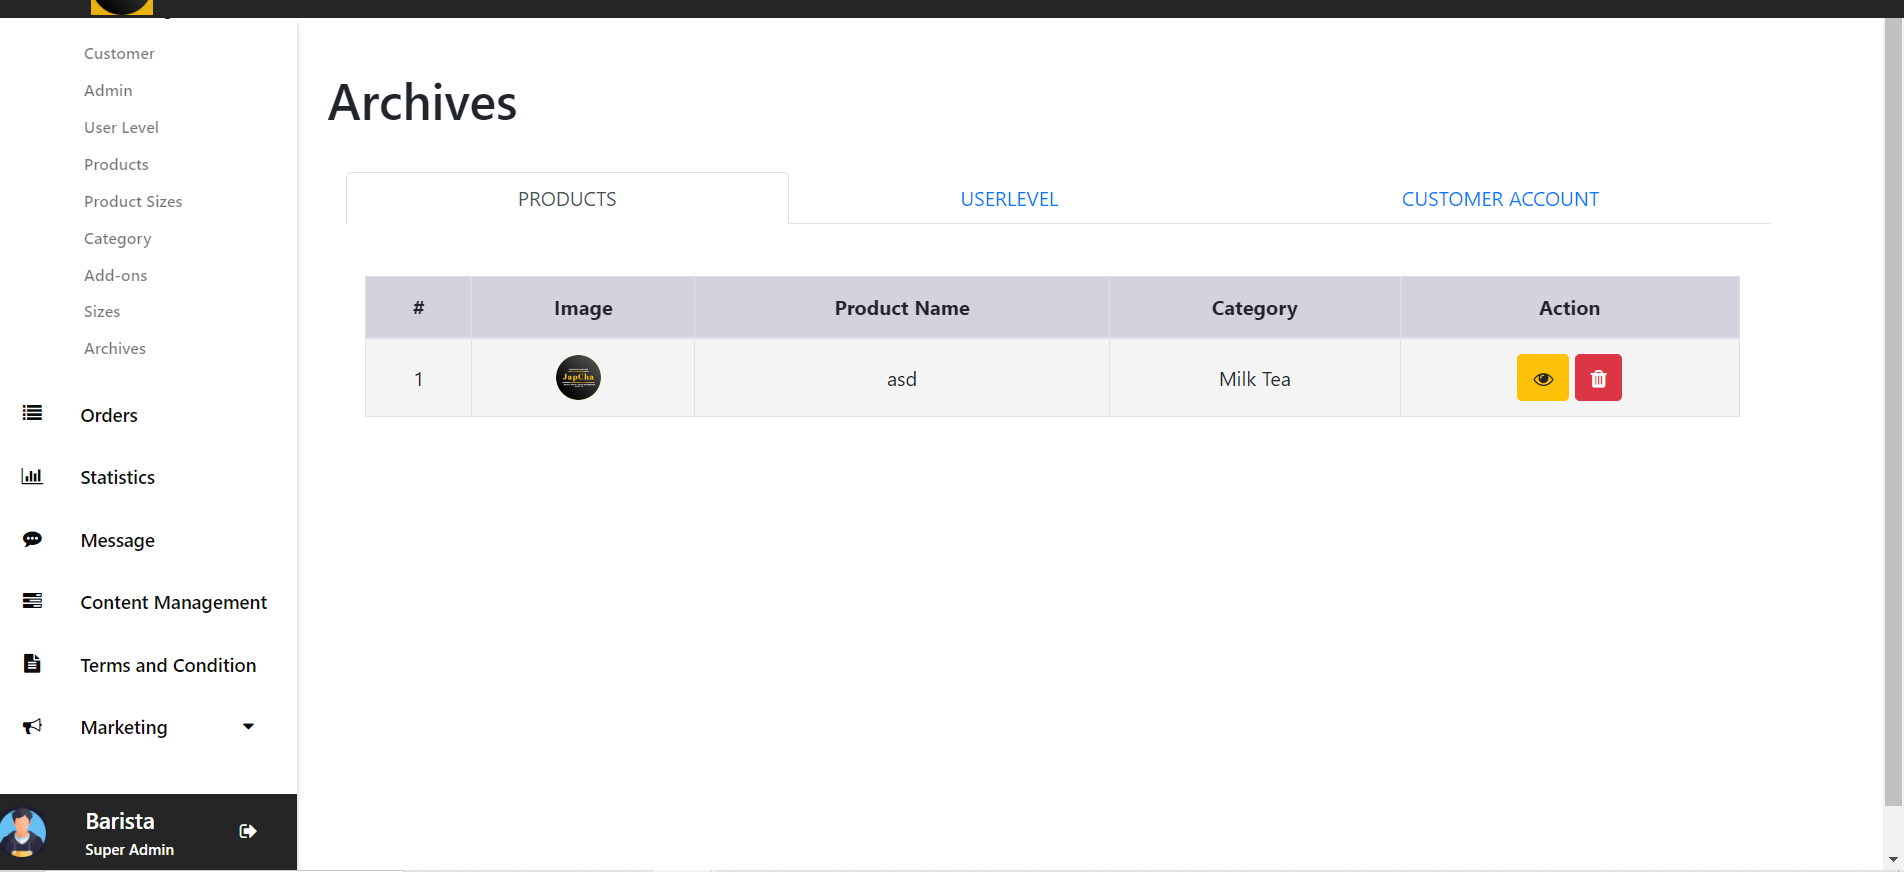 Customer
Admin
User Level
Products
Product Sizes
Category
Add-ons
Sizes
Archives
Orders
Statistics
Message
Content Management
Terms and Condition
Marketing
Barista
Super Admin
Archives
PRODUCTS USERLEVEL CUSTOMER ACCOUNT
# Image Product Name Category Action
1 JapCha asd Milk Tea